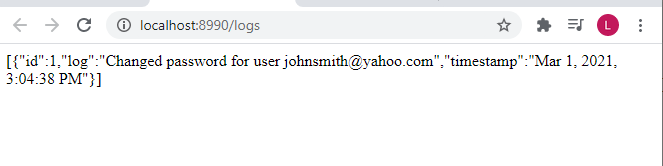 localhost:8990/logs
L
[{"id":1,"log":"Changed password for user johnsmith@yahoo.com","timestamp":"Mar 1, 2021,
3:04:38 PM"}]